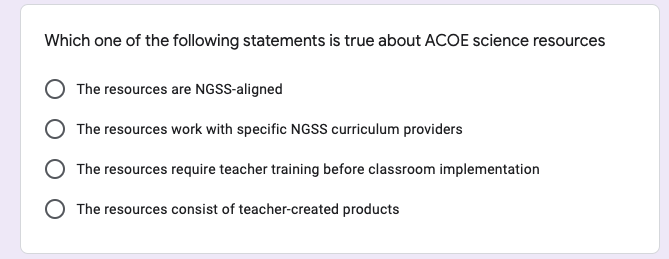 Which one of the following statements is true about ACOE science resources
The resources are NGSS-aligned
The resources work with specific NGSS curriculum providers
The resources require teacher training before classroom implementation
The resources consist of teacher-created products